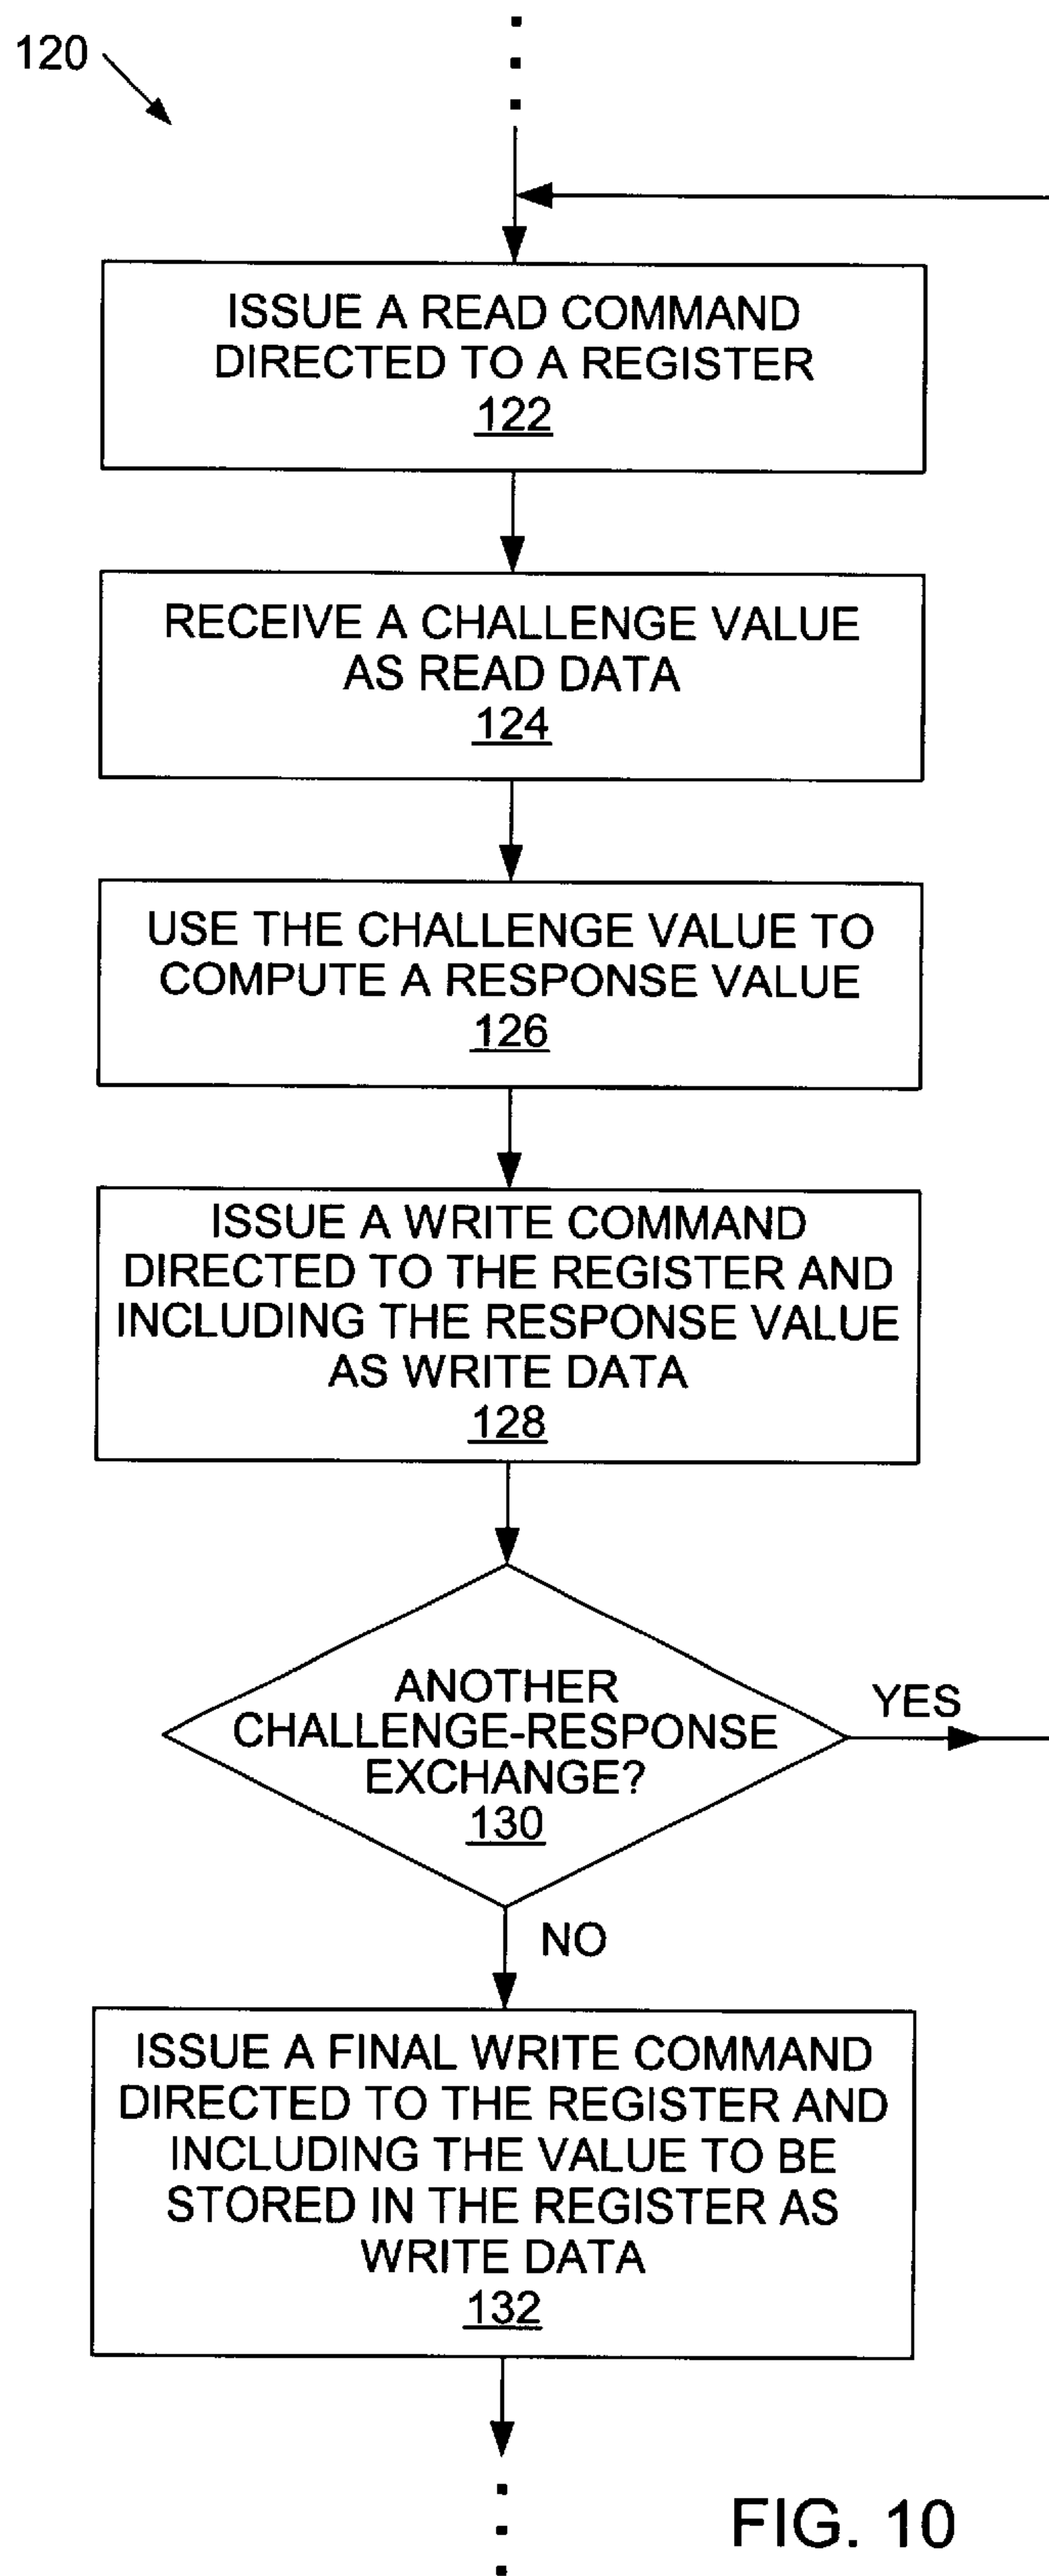 120
ISSUE A READ COMMAND
DIRECTED TO A REGISTER
122
RECEIVE A CHALLENGE VALUE
AS READ DATA
124
USE THE CHALLENGE VALUE TO
COMPUTE A RESPONSE VALUE
126
ISSUE A WRITE COMMAND
DIRECTED TO THE REGISTER AND
INCLUDING THE RESPONSE VALUE
AS WRITE DATA
128
ANOTHER
CHALLENGE-RESPONSE
EXCHANGE?
130
YES
NO
ISSUE A FINAL WRITE COMMAND
DIRECTED TO THE REGISTER AND
INCLUDING THE VALUE TO BE
STORED IN THE REGISTER AS
WRITE DATA
132
FIG. 10